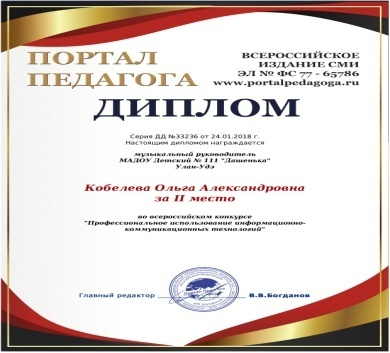 ПОРТАЛ
ПЕДАГОГА
ВСЕРОССИЙСКОЕ
ИЗДАНИЕ СМИ
ЭЛ № ФС 77 - 65786
www.portalpedagoga.ru
ДИПЛОМ
Серия ДД №33236 от 24.01.2018 г.
Настоящим дипломом награждается
музыкальный руководитель
МАДОУ Детский № 111 "Дашенька"
Улан-Удэ
Кобелева Ольга Александровна
за II место
во всероссийском конкурсе
"Профессиональное использование информационно-
коммуникационных технологий"
Главный редактор
В.В.Богданов